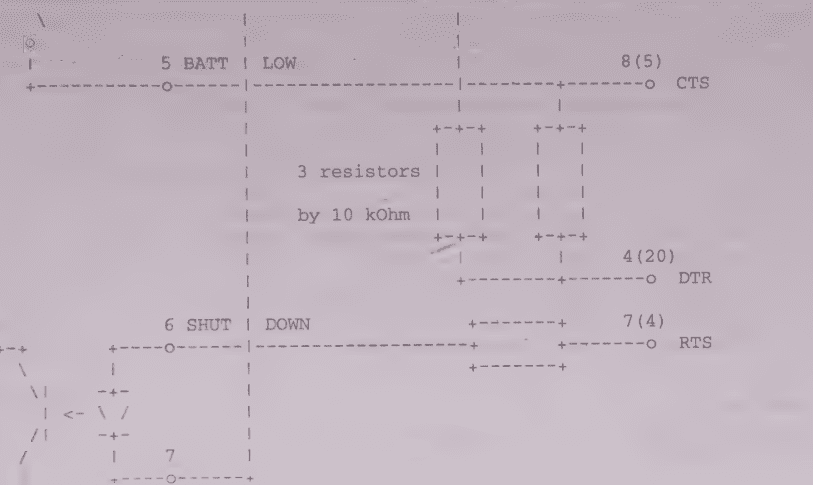 5 BATT LOW 8(5)
CTS
3 resistors
by 10 kOhm
4(20)
DTR
6 SHUT DOWN 7(4)
RTS
7